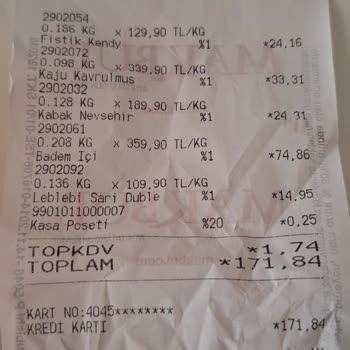 2902054
0.186 KG x 129,90 TL/KG
Fistik Kendy %1 *24,16
2902072
0.098 KG x 339,90 TL/KG
Kaju Kavrulmus %1 *33,31
2902032
0.128 KG x 189,90 TL/KG
Kabak Nevsehir %1 *24,31
2902061
0.208 KG x 359,90 TL/KG
Badem Içi %1 *74,86
2902092
0.136 KG x 109,90 TL/KG
Leblebi Sari Duble %1 *14,95
9901011000007
Kasa Poseti %20 *0,25
TOPKDV *1,74
TOPLAM *171,84
KART NO:4045********
KREDİ KARTI *171,84